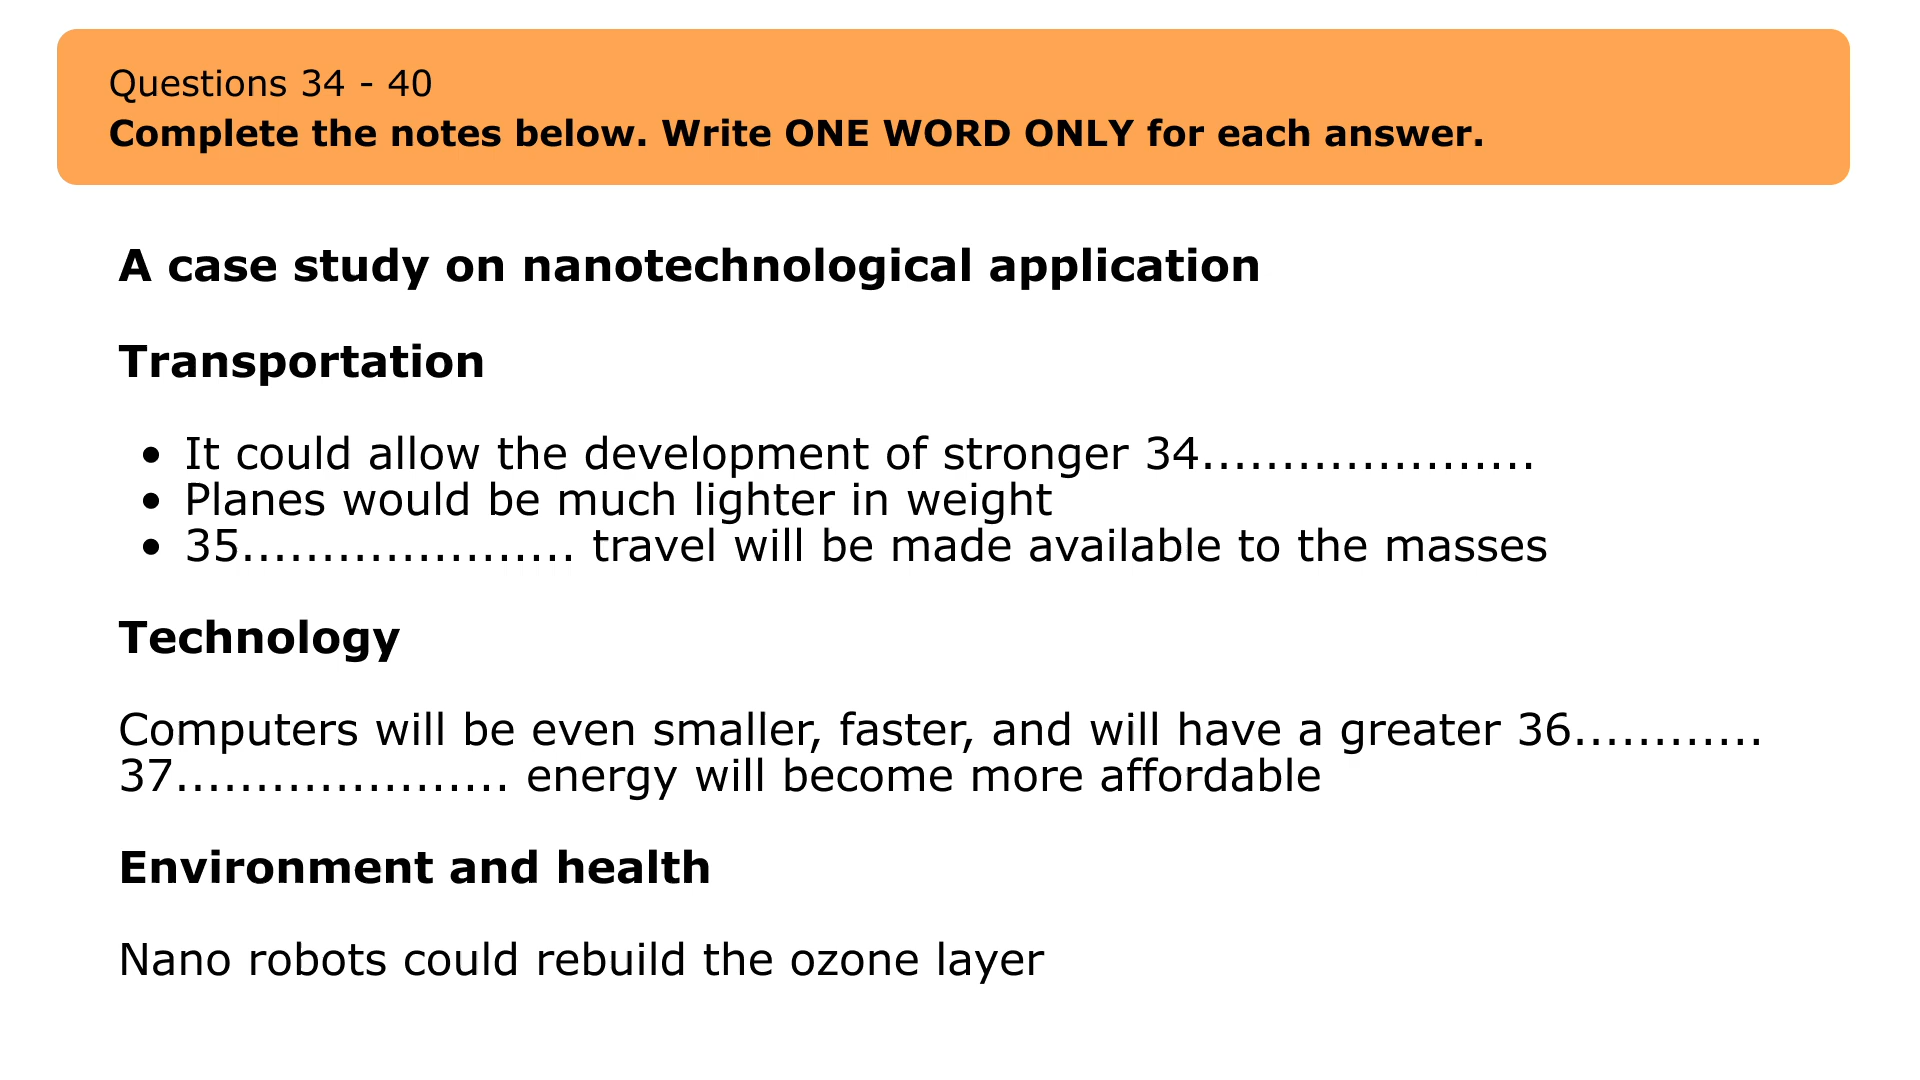 Questions 34 - 40
Complete the notes below. Write ONE WORD ONLY for each answer.
A case study on nanotechnological application
Transportation
• It could allow the development of stronger 34.....................
• Planes would be much lighter in weight
• 35..................... travel will be made available to the masses
Technology
Computers will be even smaller, faster, and will have a greater 36............
37..................... energy will become more affordable
Environment and health
Nano robots could rebuild the ozone layer